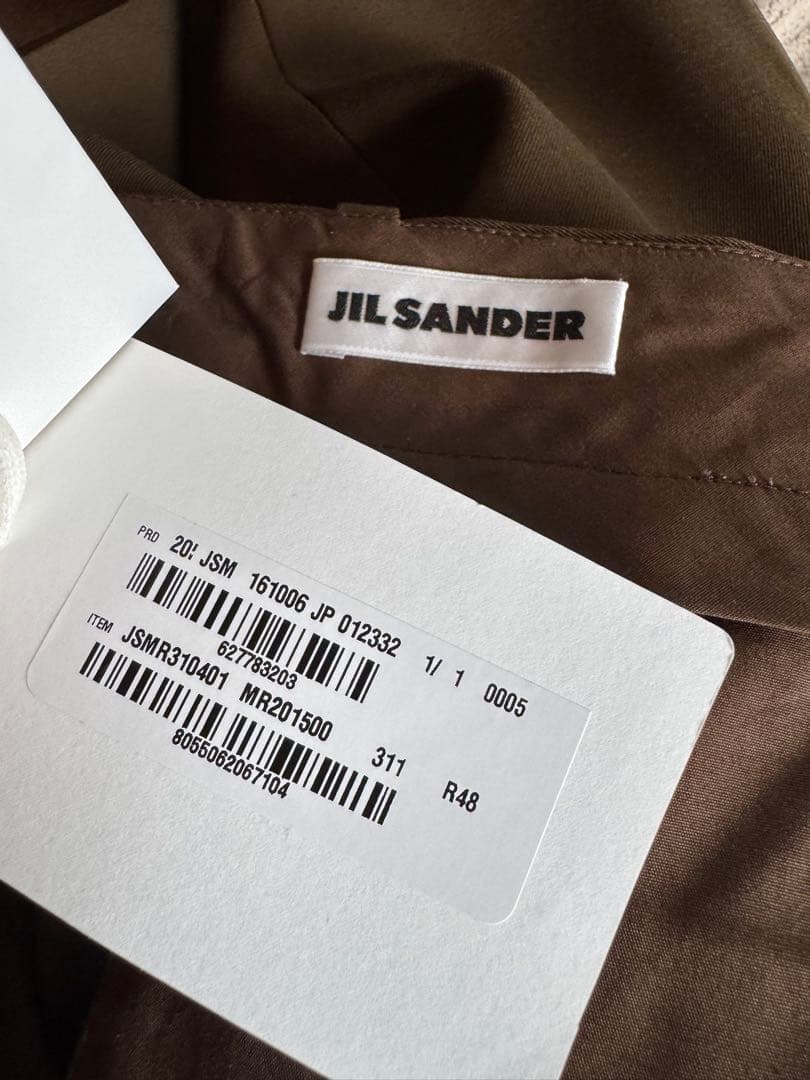 JIL SANDER
PRD JSM 161006 JP 012332 1/ 1 0005
627783203
ITEM JSMR310401 MR201500 311 R48
8055062067104